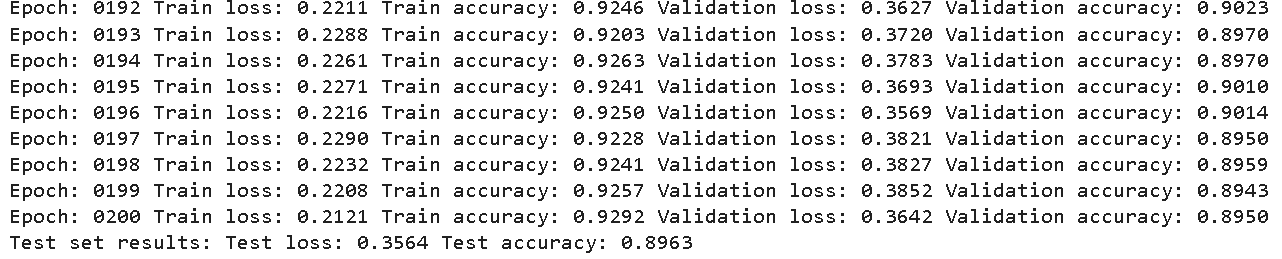 Epoch: 0192 Train loss: 0.2211 Train accuracy: 0.9246 Validation loss: 0.3627 Validation accuracy: 0.9023
Epoch: 0193 Train loss: 0.2288 Train accuracy: 0.9203 Validation loss: 0.3720 Validation accuracy: 0.8970
Epoch: 0194 Train loss: 0.2261 Train accuracy: 0.9263 Validation loss: 0.3783 Validation accuracy: 0.8970
Epoch: 0195 Train loss: 0.2271 Train accuracy: 0.9241 Validation loss: 0.3693 Validation accuracy: 0.9010
Epoch: 0196 Train loss: 0.2216 Train accuracy: 0.9250 Validation loss: 0.3569 Validation accuracy: 0.9014
Epoch: 0197 Train loss: 0.2290 Train accuracy: 0.9228 Validation loss: 0.3821 Validation accuracy: 0.8950
Epoch: 0198 Train loss: 0.2232 Train accuracy: 0.9241 Validation loss: 0.3827 Validation accuracy: 0.8959
Epoch: 0199 Train loss: 0.2208 Train accuracy: 0.9257 Validation loss: 0.3852 Validation accuracy: 0.8943
Epoch: 0200 Train loss: 0.2121 Train accuracy: 0.9292 Validation loss: 0.3642 Validation accuracy: 0.8950
Test set results: Test loss: 0.3564 Test accuracy: 0.8963